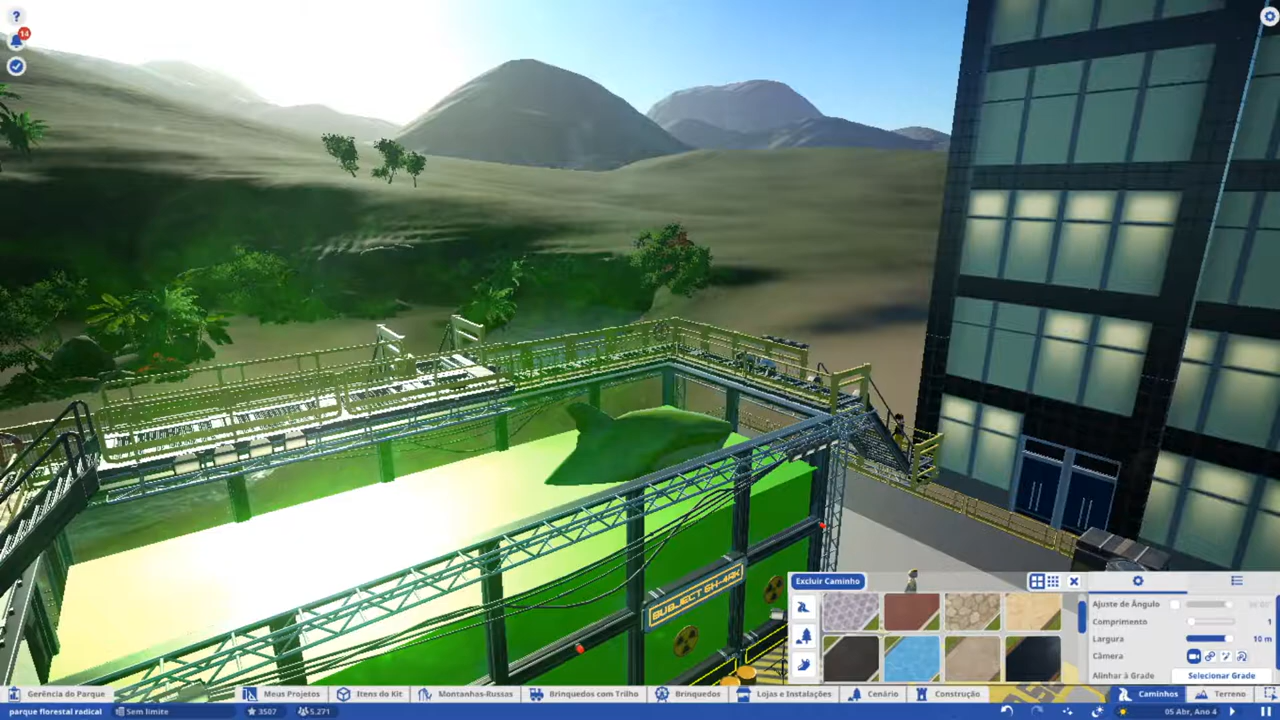 ?
14
SUBJECT SH-4RK
Excluir Caminho
Ajuste de Ângulo
Comprimento
1
Largura
10 m
Câmera
Alinhar à Grade
Selecionar Grade
Gerência do Parque
Meus Projetos
Itens do Kit
Montanhas-Russas
Brinquedos com Trilho
Brinquedos
Lojas e Instalações
Cenário
Construção
Caminhos
Terreno
parque florestal radical
Sem limite
3507
5.271
05 Abr, Ano 4